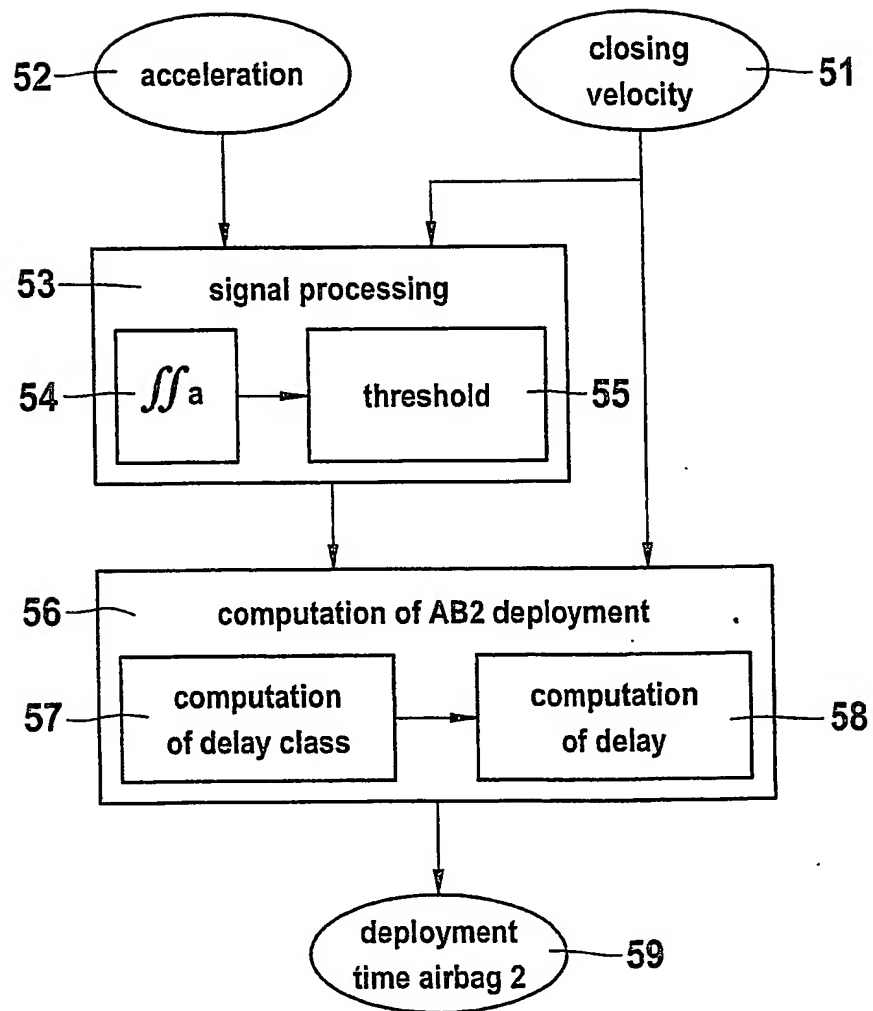 52 acceleration
closing
velocity 51
53 signal processing
54 ∬ a threshold 55
56 computation of AB2 deployment
57 computation
of delay class
computation
of delay 58
deployment
time airbag 2 59